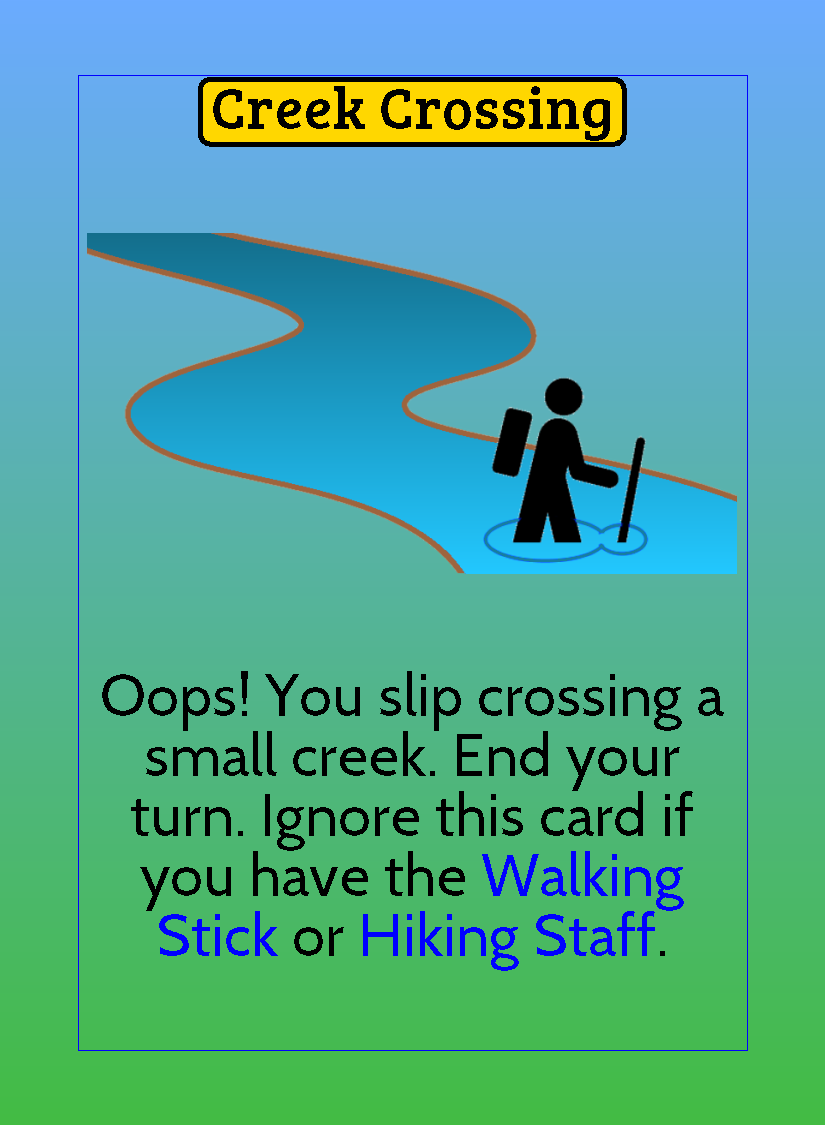 Creek Crossing
Oops! You slip crossing a
small creek. End your
turn. Ignore this card if
you have the Walking
Stick or Hiking Staff.